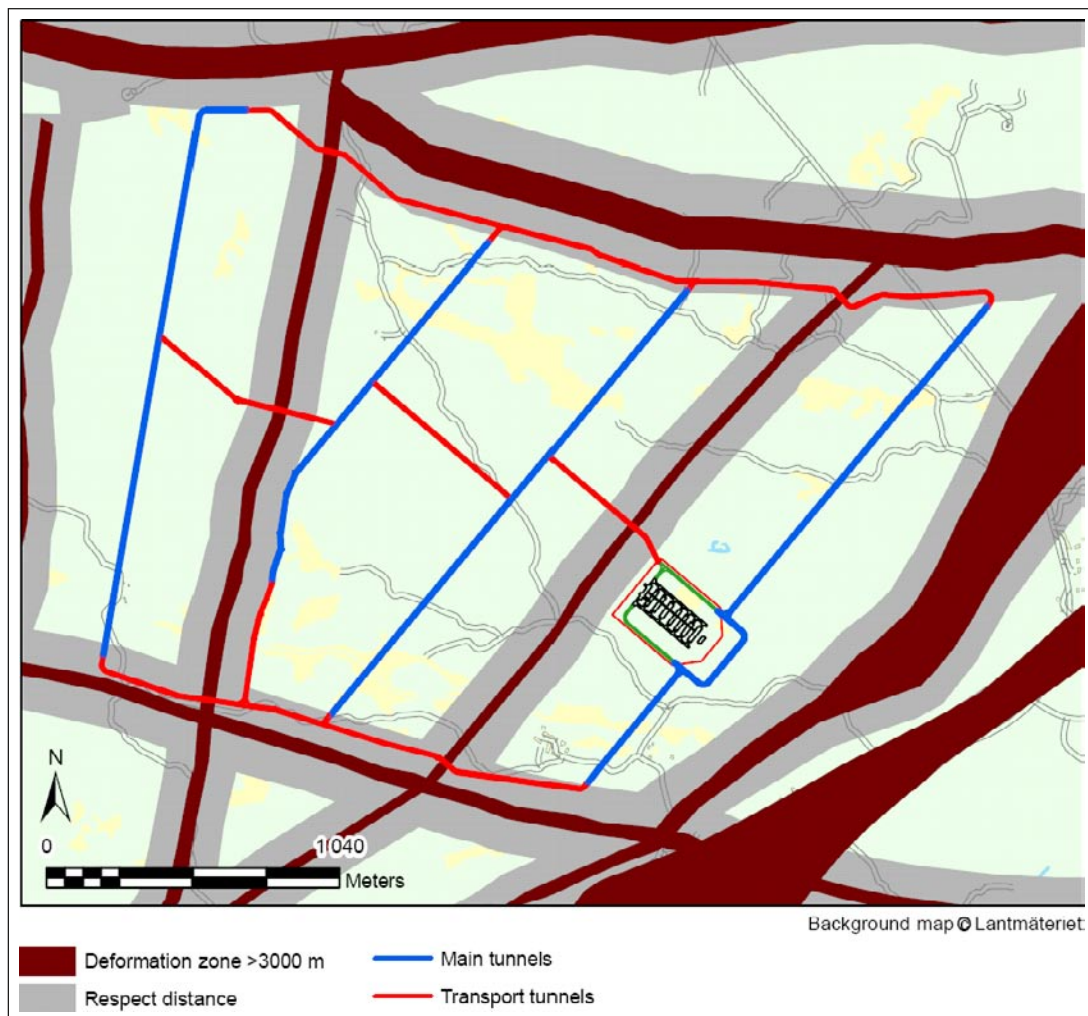 N
0 1040
Meters
Background map © Lantmäteriet
Deformation zone >3000 m
Main tunnels
Respect distance
Transport tunnels